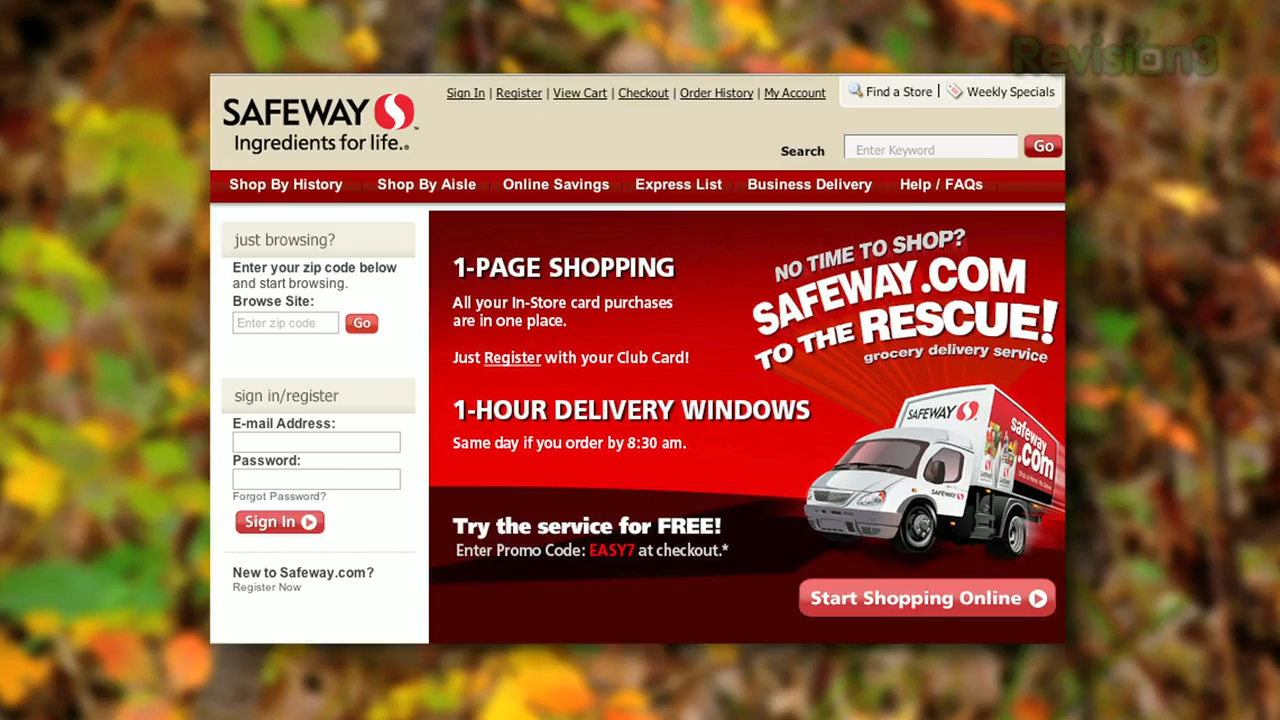 Revision3
SAFEWAY
Ingredients for life.®
Sign In | Register | View Cart | Checkout | Order History | My Account
Find a Store | Weekly Specials
Search Enter Keyword Go
Shop By History Shop By Aisle Online Savings Express List Business Delivery Help / FAQs
just browsing?
Enter your zip code below
and start browsing.
Browse Site:
Enter zip code Go
sign in/register
E-mail Address:
Password:
Forgot Password?
Sign In
New to Safeway.com?
Register Now
1-PAGE SHOPPING
All your In-Store card purchases
are in one place.
Just Register with your Club Card!
1-HOUR DELIVERY WINDOWS
Same day if you order by 8:30 am.
Try the service for FREE!
Enter Promo Code: EASY7 at checkout.*
NO TIME TO SHOP?
SAFEWAY.COM
TO THE RESCUE!
grocery delivery service
SAFEWAY
safeway
.com
SAFEWAY
Start Shopping Online